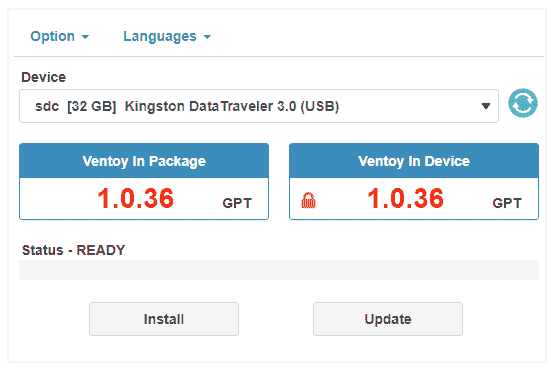 Option Languages
Device
sdc [32 GB] Kingston DataTraveler 3.0 (USB)
Ventoy In Package Ventoy In Device
1.0.36 GPT 1.0.36 GPT
Status - READY
Install Update